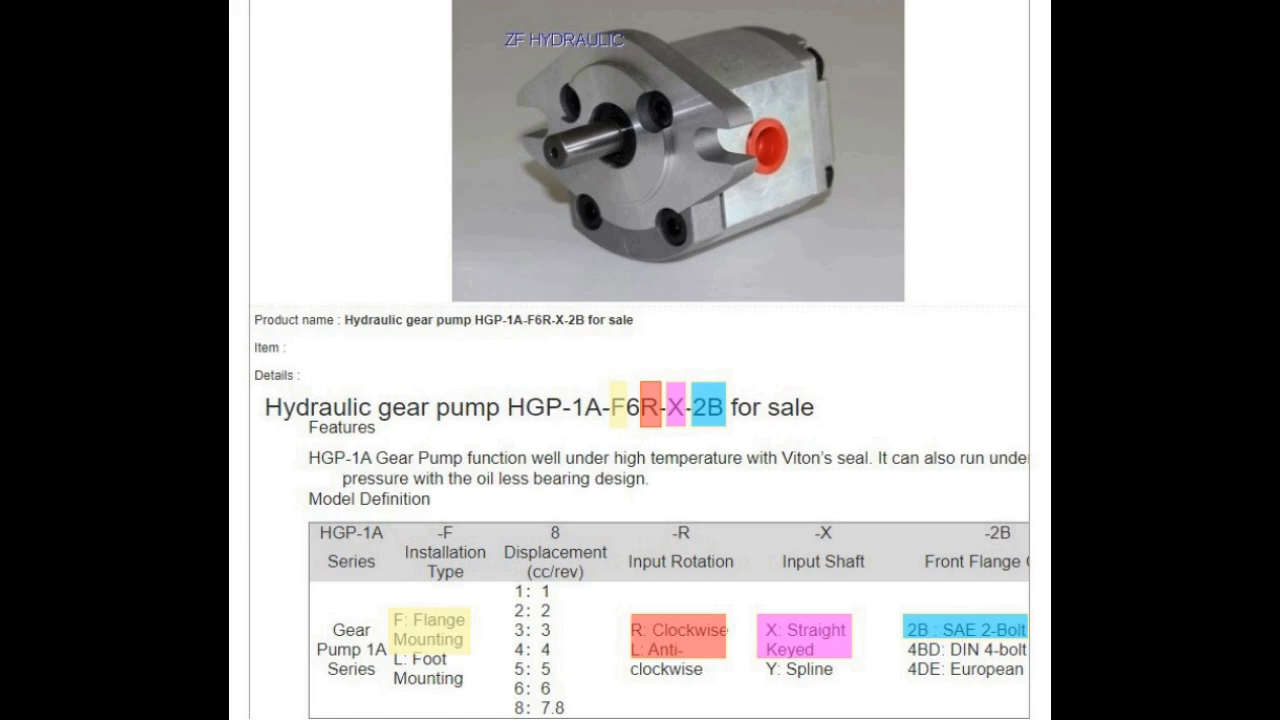 ZF HYDRAULIC
Product name : Hydraulic gear pump HGP-1A-F6R-X-2B for sale
Item :
Details :
Hydraulic gear pump HGP-1A-F6R-X-2B for sale
Features
HGP-1A Gear Pump function well under high temperature with Viton's seal. It can also run unde
pressure with the oil less bearing design.
Model Definition
HGP-1A -F 8 -R -X -2B
Series Installation Type Displacement (cc/rev) Input Rotation Input Shaft Front Flange
1: 1
2: 2
3: 3
4: 4
5: 5
6: 6
8: 7.8
Gear
Pump 1A
Series
F: Flange
Mounting
L: Foot
Mounting
R: Clockwise
L: Anti-
clockwise
X: Straight
Keyed
Y: Spline
2B : SAE 2-Bolt
4BD: DIN 4-bolt
4DE: European